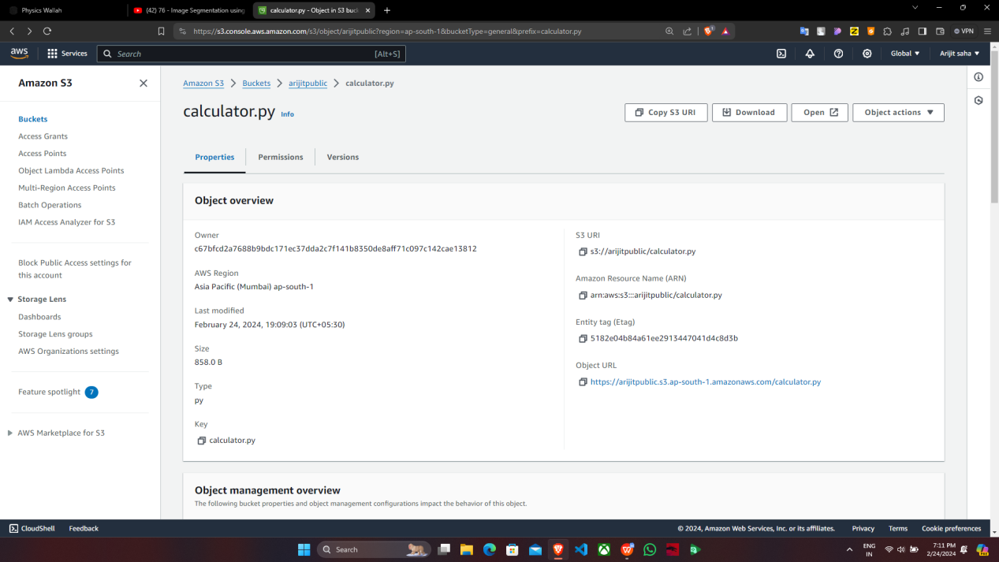 Physics Wallah
(42) 76 - Image Segmentation using
calculator.py - Object in S3 buc
https://s3.console.aws.amazon.com/s3/object/arijitpublic?region=ap-south-1&bucketType=general&prefix=calculator.py
VPN
aws
Services
Search
[Alt+S]
Global
Arijit saha
Amazon S3
Buckets
Access Grants
Access Points
Object Lambda Access Points
Multi-Region Access Points
Batch Operations
IAM Access Analyzer for S3
Block Public Access settings for
this account
Storage Lens
Dashboards
Storage Lens groups
AWS Organizations settings
Feature spotlight 7
AWS Marketplace for S3
Amazon S3 > Buckets > arijitpublic > calculator.py
calculator.py Info
Copy S3 URI
Download
Open
Object actions
Properties
Permissions
Versions
Object overview
Owner
c67bfcd2a7688b9bdc171ec37dda2c7f141b8350de8aff71c097c142cae13812
AWS Region
Asia Pacific (Mumbai) ap-south-1
Last modified
February 24, 2024, 19:09:03 (UTC+05:30)
Size
858.0 B
Type
py
Key
calculator.py
S3 URI
s3://arijitpublic/calculator.py
Amazon Resource Name (ARN)
arn:aws:s3:::arijitpublic/calculator.py
Entity tag (Etag)
5182e04b84a61ee2913447041d4c8d3b
Object URL
https://arijitpublic.s3.ap-south-1.amazonaws.com/calculator.py
Object management overview
The following bucket properties and object management configurations impact the behavior of this object.
CloudShell
Feedback
© 2024, Amazon Web Services, Inc. or its affiliates.
Privacy
Terms
Cookie preferences
Search
ENG
IN
7:11 PM
2/24/2024